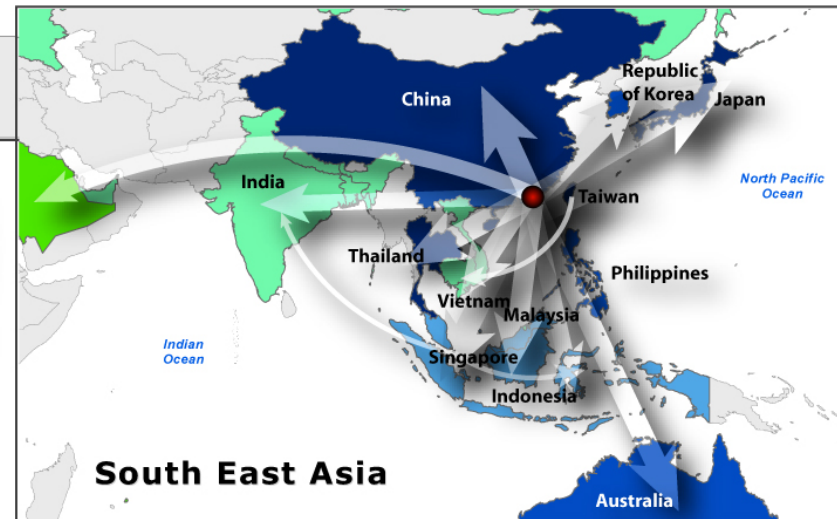 Republic
of Korea
China
Japan
North Pacific
Ocean
India
Taiwan
Thailand
Philippines
Vietnam
Malaysia
Indian
Ocean
Singapore
Indonesia
South East Asia
Australia